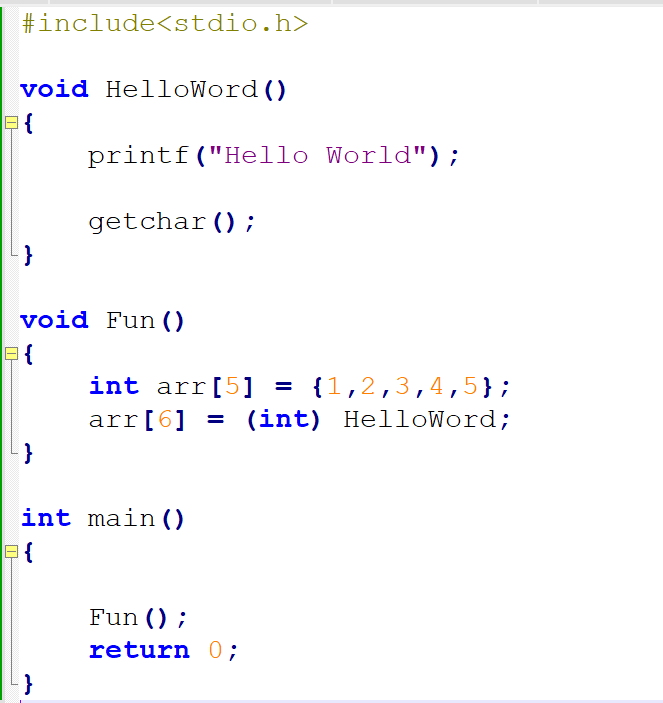 #include<stdio.h>
void HelloWord()
{
printf("Hello World");
getchar();
}
void Fun()
{
int arr[5] = {1,2,3,4,5};
arr[6] = (int) HelloWord;
}
int main()
{
Fun();
return 0;
}